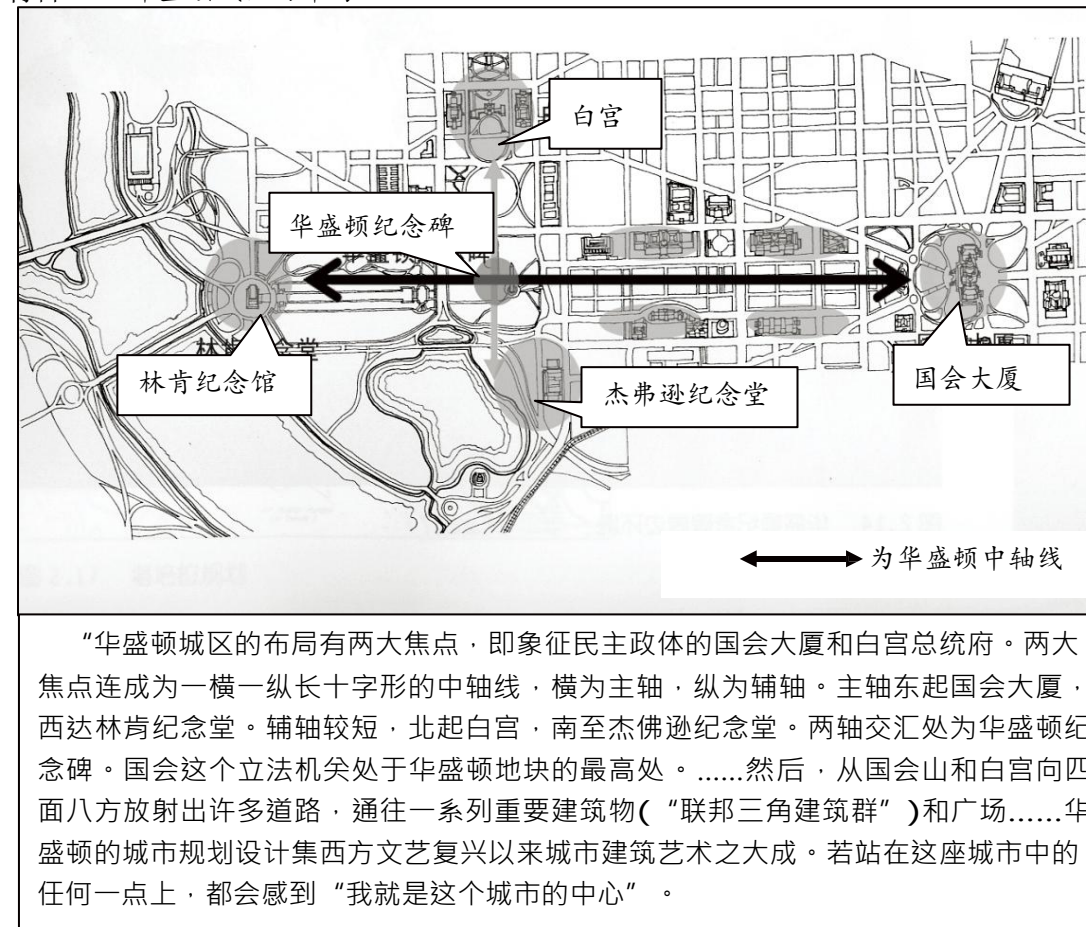 白宫
华盛顿纪念碑
林肯纪念馆
杰弗逊纪念堂
国会大厦
为华盛顿中轴线
“华盛顿城区的布局有两大焦点，即象征民主政体的国会大厦和白宫总统府。两大
焦点连成为一横一纵长十字形的中轴线，横为主轴，纵为辅轴。主轴东起国会大厦，
西达林肯纪念堂。辅轴较短，北起白宫，南至杰佛逊纪念堂。两轴交汇处为华盛顿纪
念碑。国会这个立法机关处于华盛顿地块的最高处。......然后，从国会山和白宫向四
面八方放射出许多道路，通往一系列重要建筑物(“联邦三角建筑群”)和广场......华
盛顿的城市规划设计集西方文艺复兴以来城市建筑艺术之大成。若站在这座城市中的
任何一点上，都会感到“我就是这个城市的中心”。